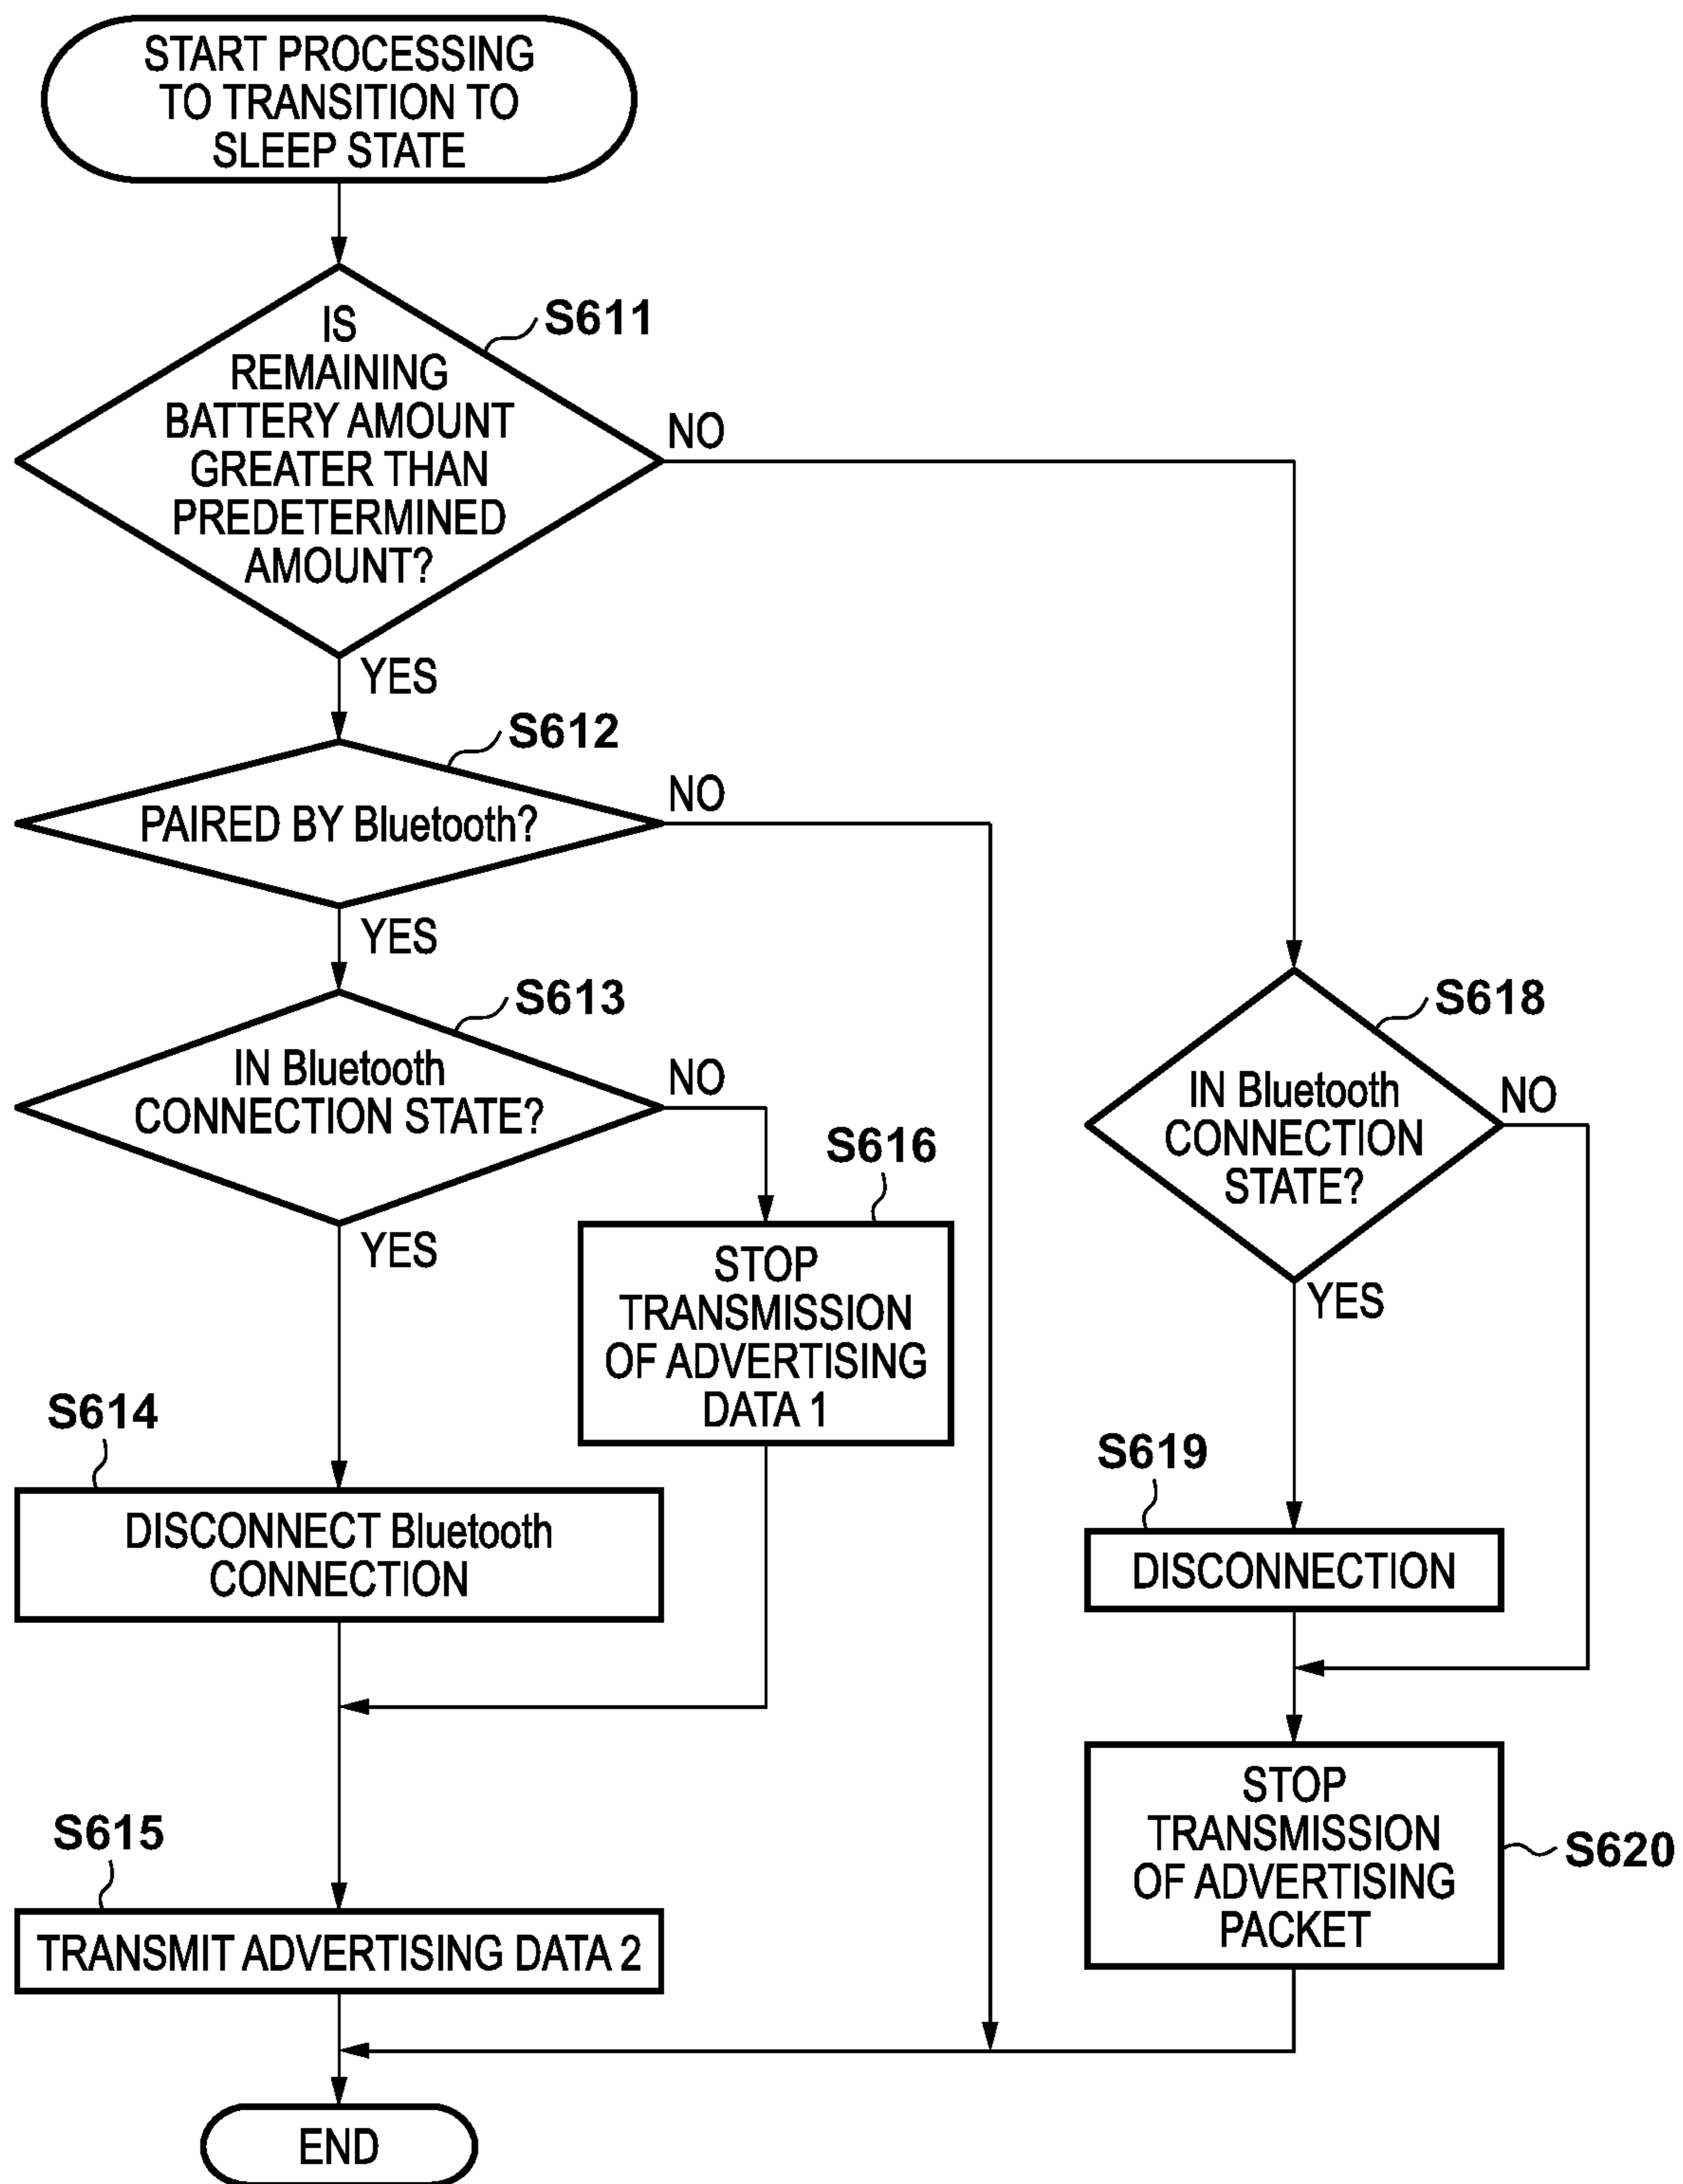 START PROCESSING
TO TRANSITION TO
SLEEP STATE
S611
IS
REMAINING
BATTERY AMOUNT
GREATER THAN
PREDETERMINED
AMOUNT?
NO
YES
S612
PAIRED BY Bluetooth?
NO
YES
S613
IN Bluetooth
CONNECTION STATE?
NO
YES
S616
STOP
TRANSMISSION
OF ADVERTISING
DATA 1
S614
DISCONNECT Bluetooth
CONNECTION
S615
TRANSMIT ADVERTISING DATA 2
S618
IN Bluetooth
CONNECTION
STATE?
NO
YES
S619
DISCONNECTION
STOP
TRANSMISSION
OF ADVERTISING
PACKET
S620
END